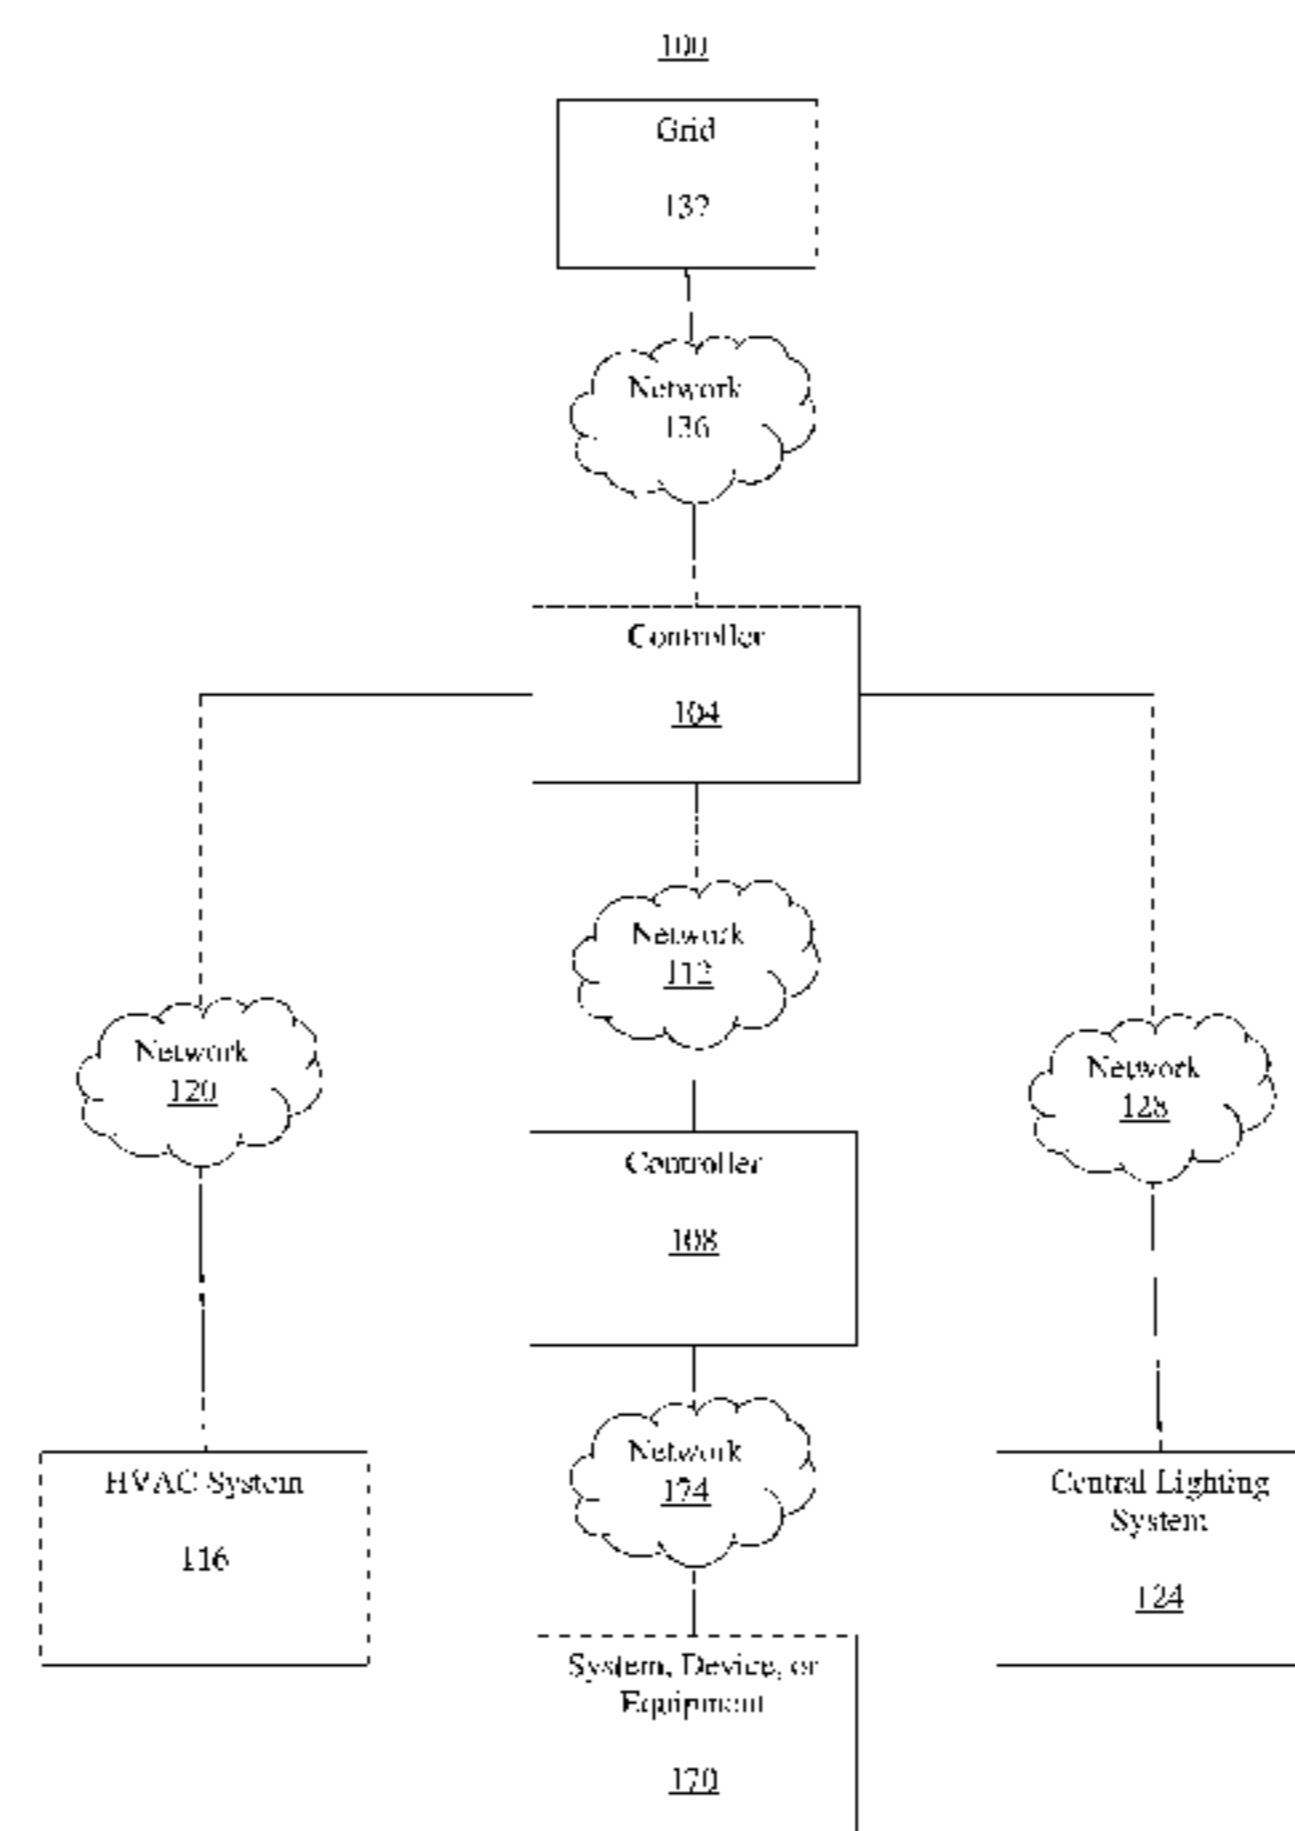 100
Grid
132
Network
136
Controller
104
Network
112
Network
120
Network
128
Controller
108
Network
174
HVAC System
116
Central Lighting
System
124
System, Device, or
Equipment
170